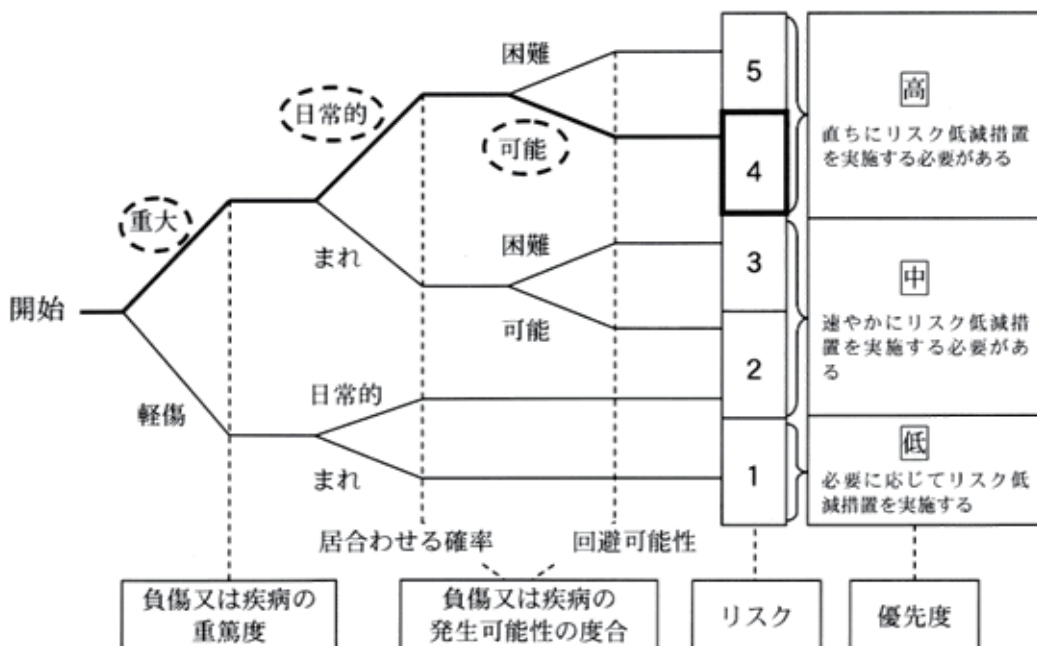 困難
5
高
直ちにリスク低減措置
を実施する必要がある
日常的
可能
4
重大
まれ
困難
3
中
速やかにリスク低減措
置を実施する必要があ
る
開始
可能
2
軽傷
日常的
まれ
1
低
必要に応じてリスク低
減措置を実施する
居合わせる確率
回避可能性
負傷又は疾病の
重篤度
負傷又は疾病の
発生可能性の度合
リスク
優先度